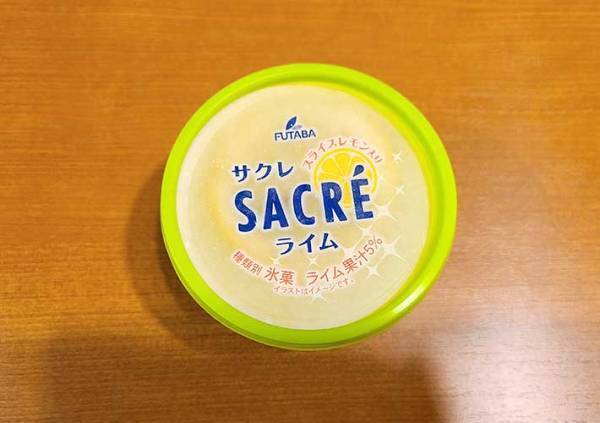 FUTABA
スライスレモン入り
サクレ
SACRÉ
ライム
種類別 氷菓 ライム果汁5%
イラストはイメージです。